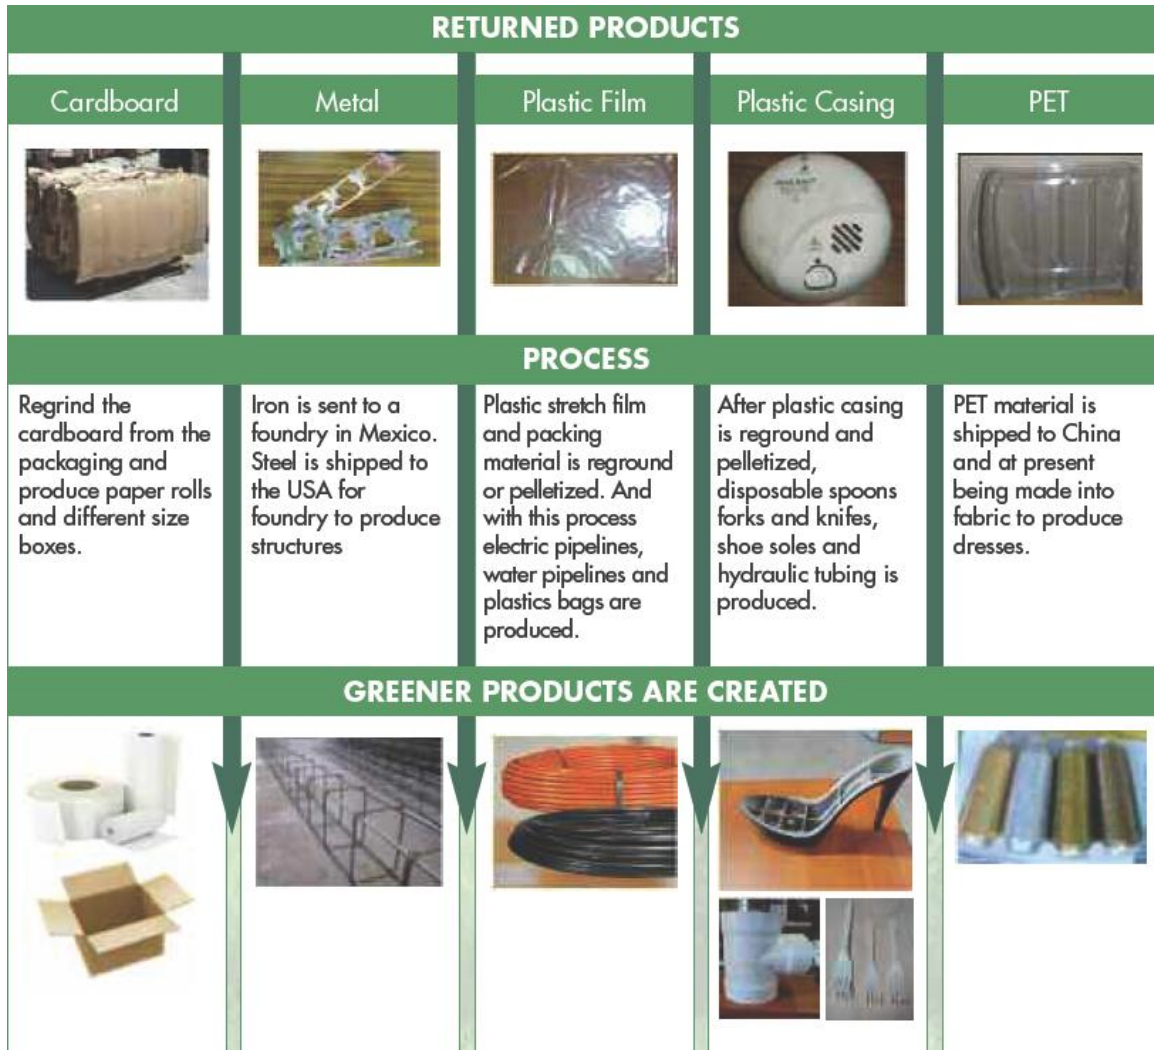 RETURNED PRODUCTS
Cardboard
Metal
Plastic Film
Plastic Casing
PET
PROCESS
Regrind the
cardboard from the
packaging and
produce paper rolls
and different size
boxes.
Iron is sent to a
foundry in Mexico.
Steel is shipped to
the USA for
foundry to produce
structures
Plastic stretch film
and packing
material is reground
or pelletized. And
with this process
electric pipelines,
water pipelines and
plastics bags are
produced.
After plastic casing
is reground and
pelletized,
disposable spoons
forks and knifes,
shoe soles and
hydraulic tubing is
produced.
PET material is
shipped to China
and at present
being made into
fabric to produce
dresses.
GREENER PRODUCTS ARE CREATED